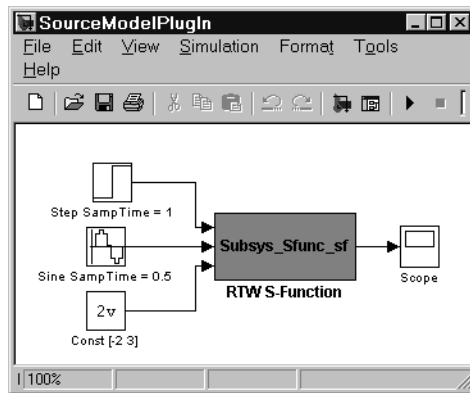 SourceModelPlugIn
File Edit View Simulation Format Tools
Help
Step SampTime = 1
Subsys_Sfunc_sf
Sine SampTime = 0.5
Scope
RTW S-Function
2
Const [-2 3]
100%